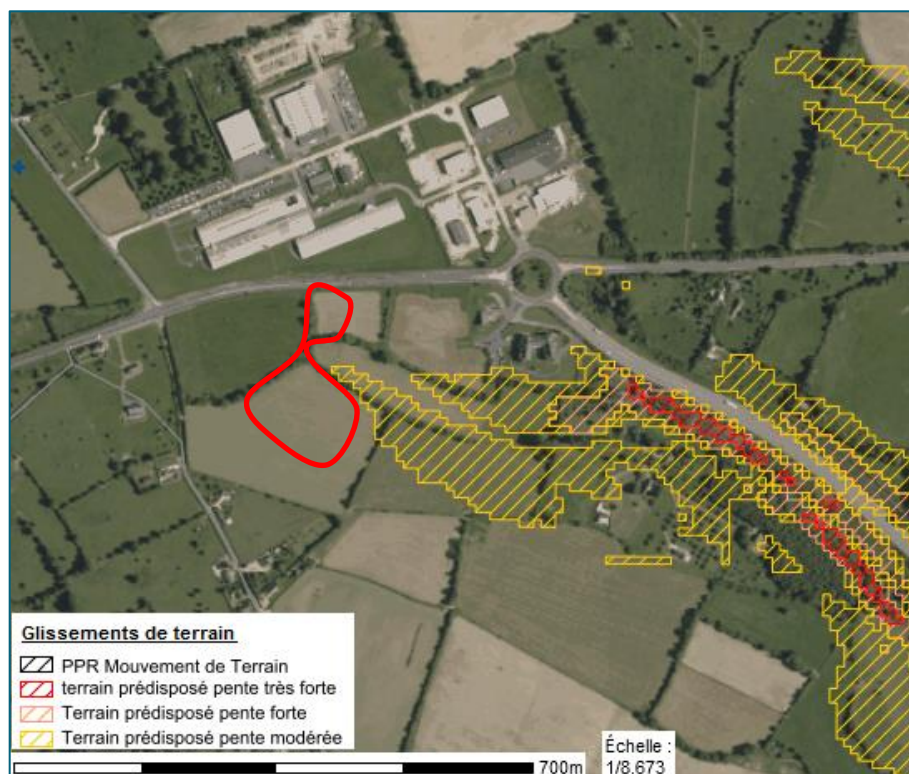 Glissements de terrain
PPR Mouvement de Terrain
terrain prédisposé pente très forte
Terrain prédisposé pente forte
Terrain prédisposé pente modérée
700m
Échelle :
1/8.673